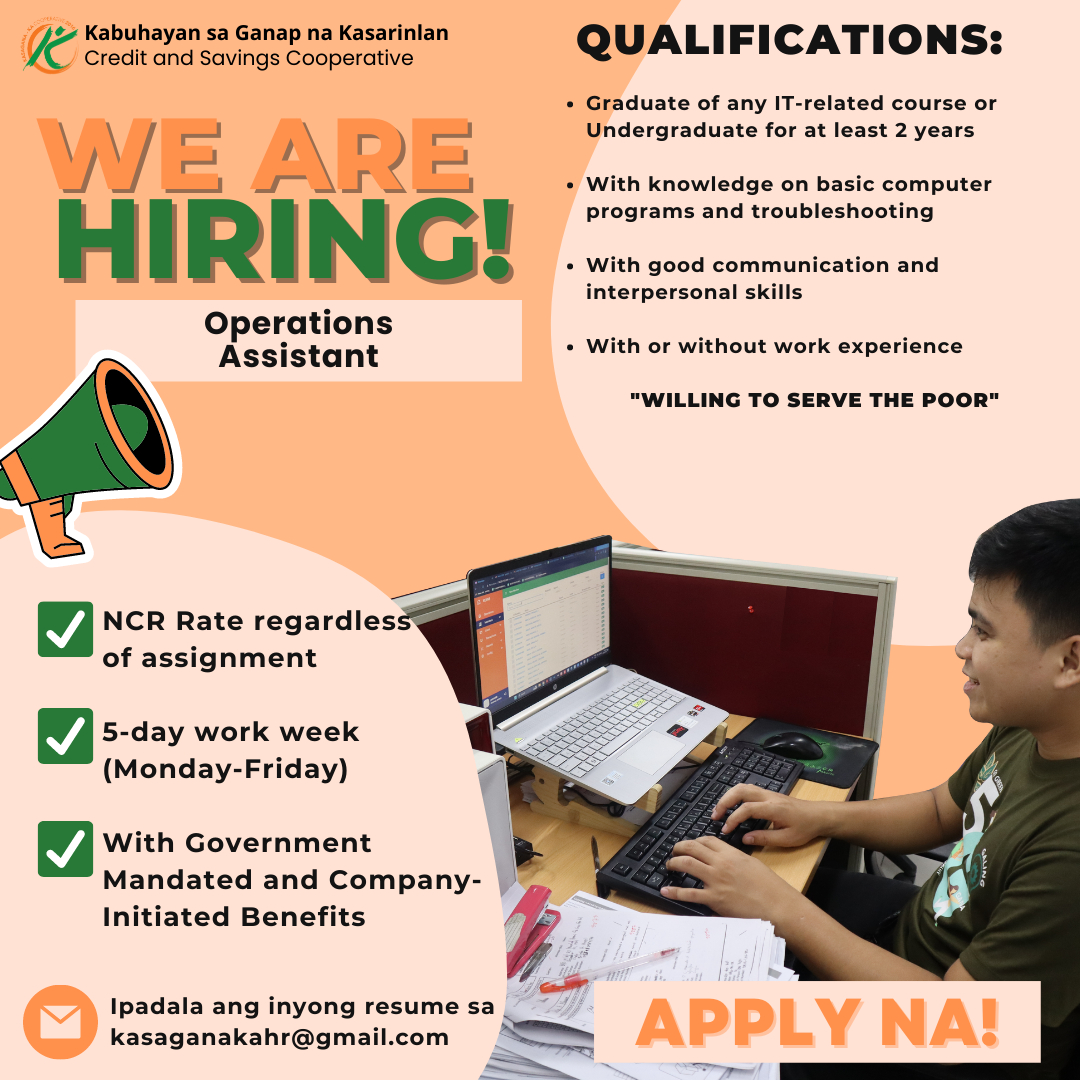 Kabuhayan sa Ganap na Kasarinlan
Credit and Savings Cooperative
WE ARE
HIRING!
Operations
Assistant
QUALIFICATIONS:
• Graduate of any IT-related course or
Undergraduate for at least 2 years
• With knowledge on basic computer
programs and troubleshooting
• With good communication and
interpersonal skills
• With or without work experience
"WILLING TO SERVE THE POOR"
NCR Rate regardless
of assignment
5-day work week
(Monday-Friday)
With Government
Mandated and Company-
Initiated Benefits
Ipadala ang inyong resume sa
kasaganakahr@gmail.com
APPLY NA!